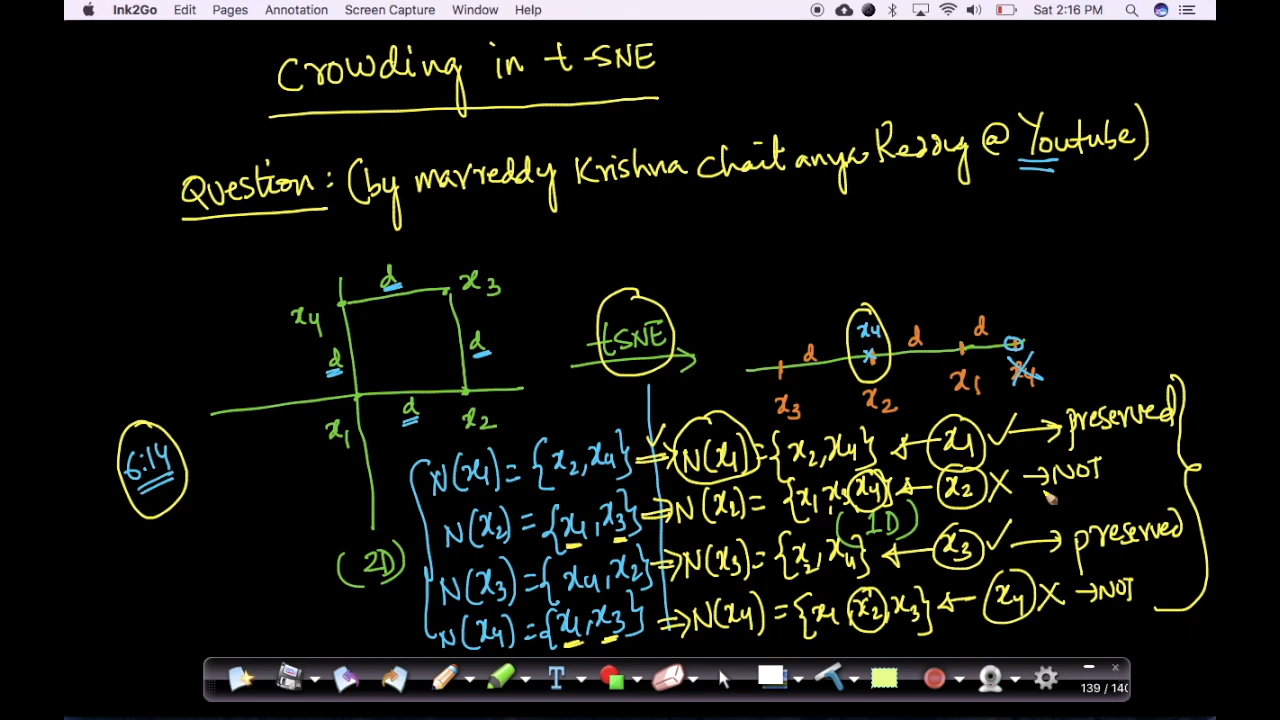 Ink2Go Edit Pages Annotation Screen Capture Window Help Sat 2:16 PM
Crowding in t-SNE
Question: (by marreddy Krishna Chaitanya Reddy @ Youtube)
x4 d x3
d d
x1 d x2
(2D)
tSNE
x4
d d d
x3 x2 x1 x4
6:14
N(x1) = {x2, x4} => N(x1) = {x2, x4} ← x1 ✓ → preserved
N(x2) = {x1, x3} => N(x2) = {x1, x3, x4} ← x2 X → NOT
(1D)
N(x3) = {x4, x2} => N(x3) = {x2, x4} ← x3 ✓ → preserved
N(x4) = {x1, x3} => N(x4) = {x1, x2, x3} ← x4 X → NOT
139 / 140